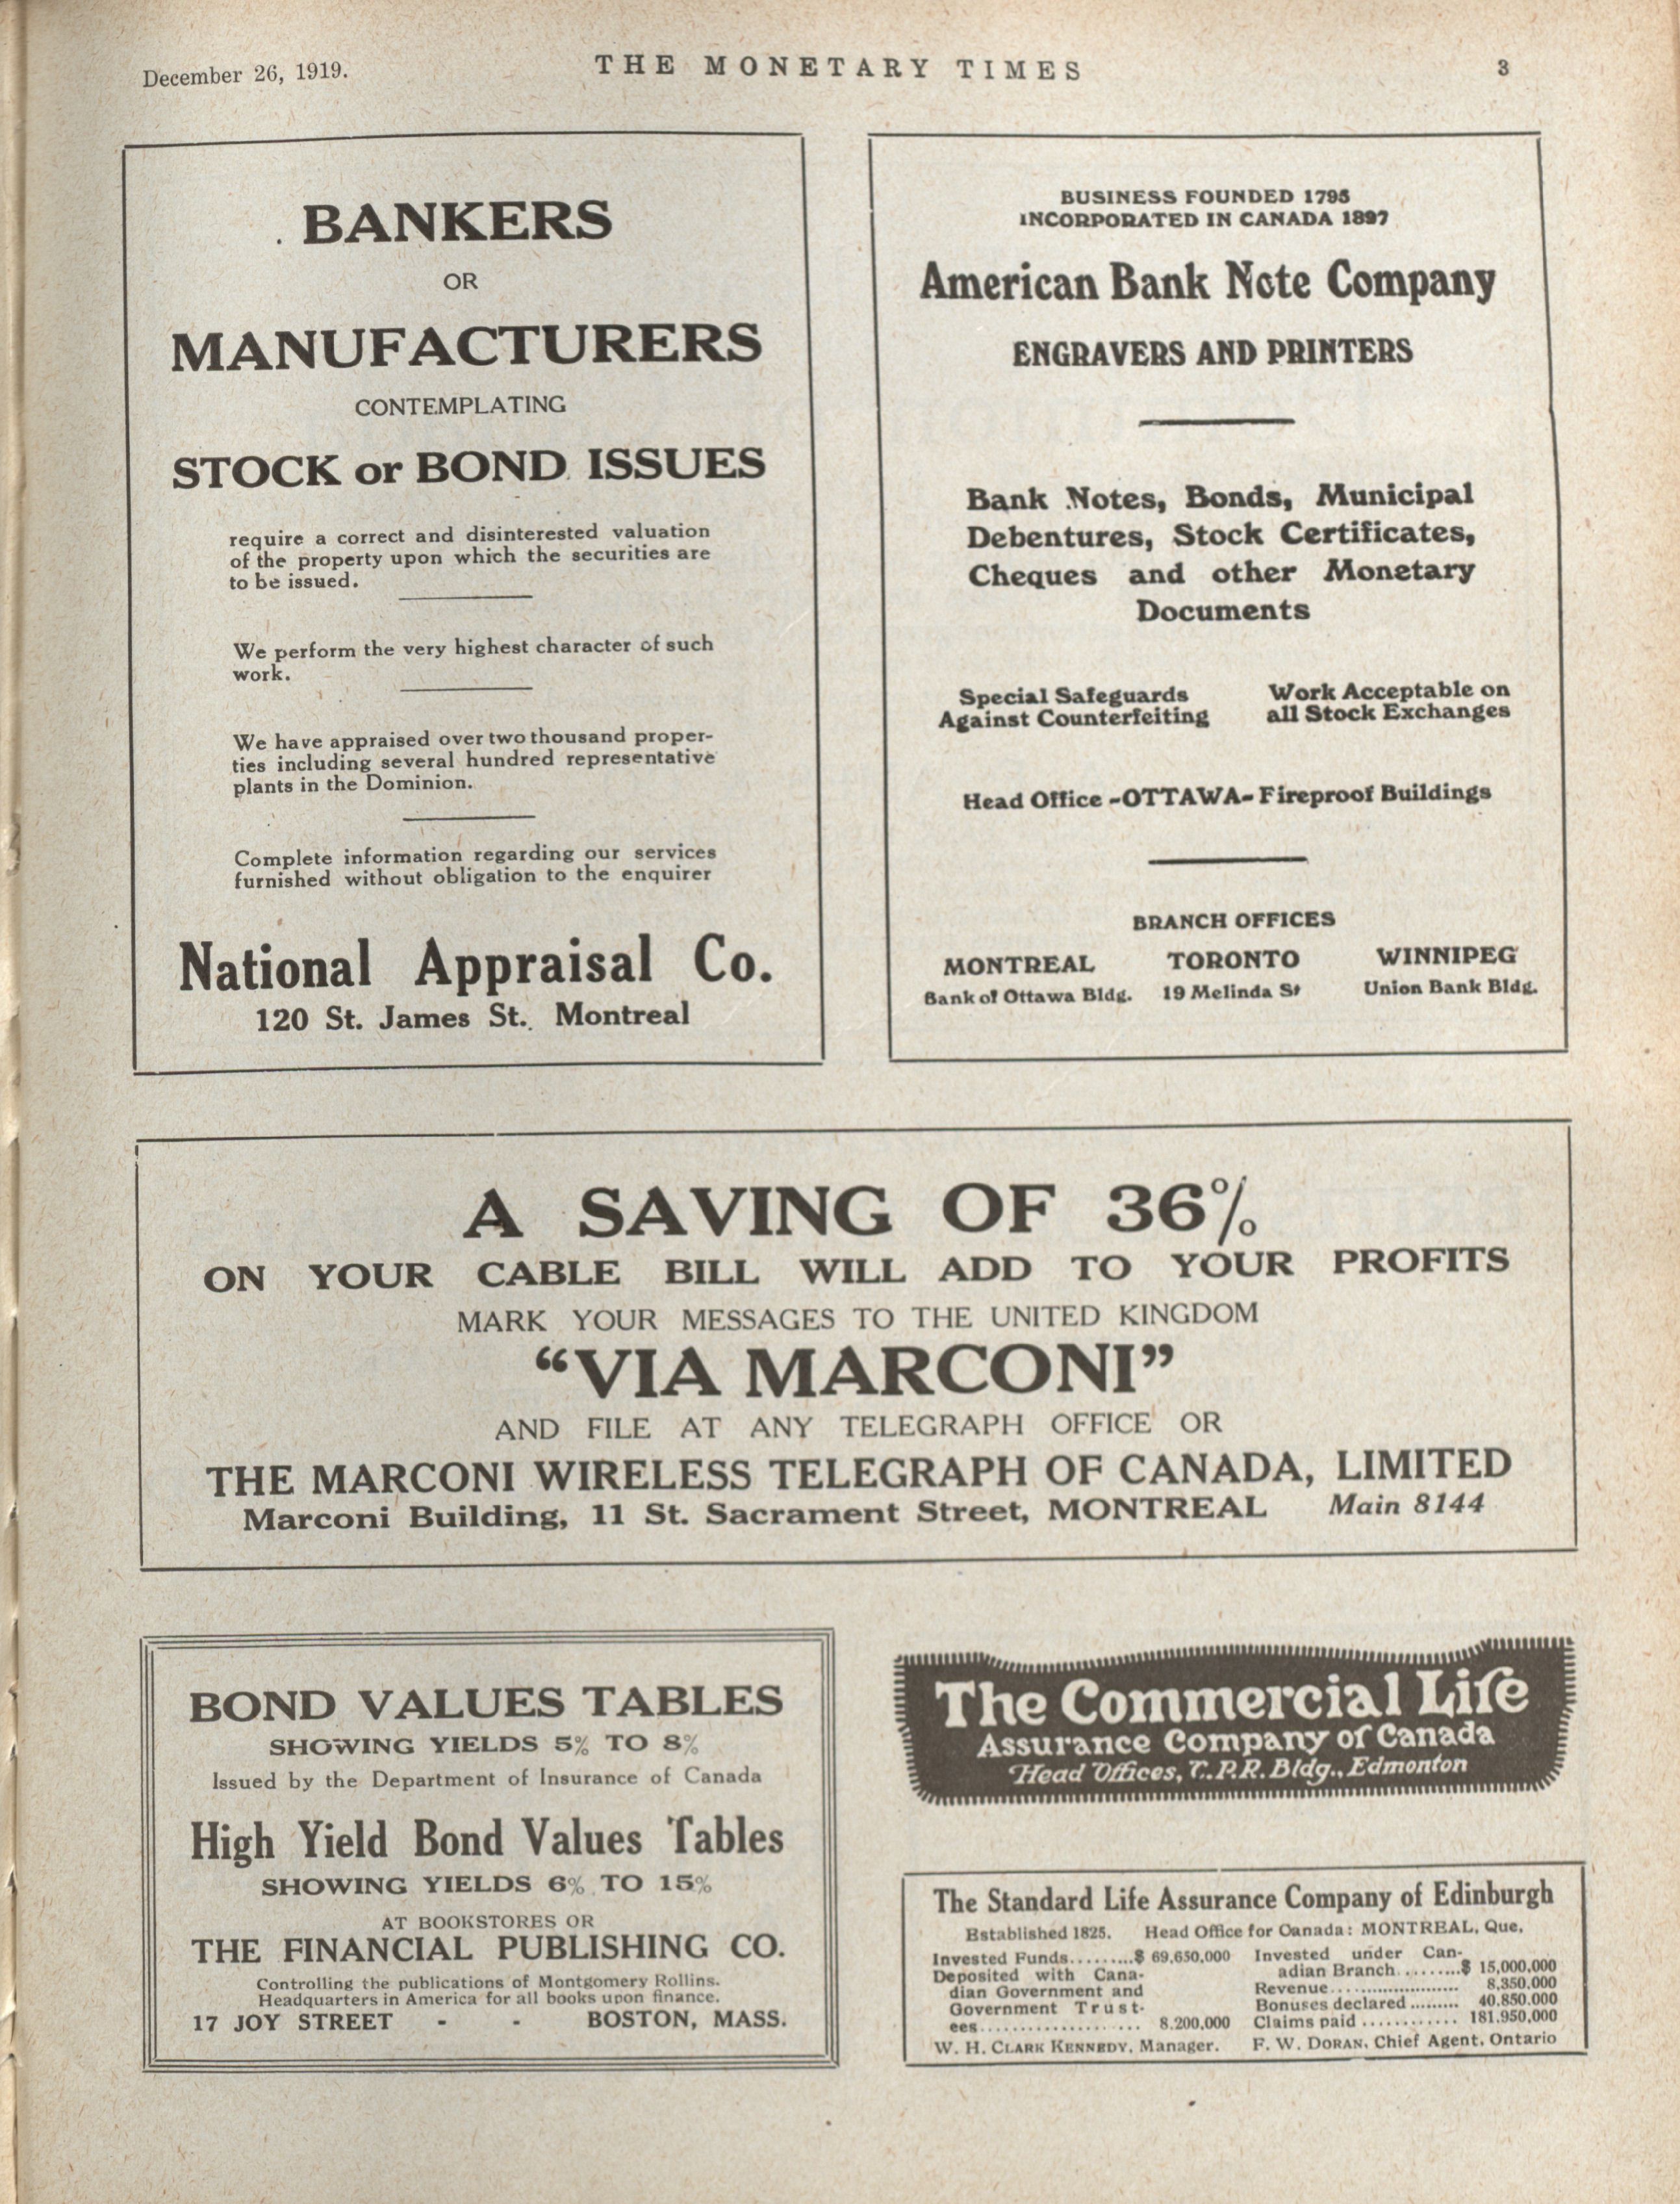 December 26, 1919.
THE MONETARY TIMES
3
BANKERS
OR
MANUFACTURERS
CONTEMPLATING
STOCK or BOND ISSUES
require a correct and disinterested valuation
of the property upon which the securities are
to be issued.
We perform the very highest character of such
work.
We have appraised over two thousand proper-
ties including several hundred representative
plants in the Dominion.
Complete information regarding our services
furnished without obligation to the enquirer
National Appraisal Co.
120 St. James St., Montreal
BUSINESS FOUNDED 1795
INCORPORATED IN CANADA 1897
American Bank Note Company
ENGRAVERS AND PRINTERS
Bank Notes, Bonds, Municipal
Debentures, Stock Certificates,
Cheques and other Monetary
Documents
Special Safeguards
Against Counterfeiting
Work Acceptable on
all Stock Exchanges
Head Office -OTTAWA- Fireproof Buildings
BRANCH OFFICES
MONTREAL
Bank of Ottawa Bldg.
TORONTO
19 Melinda St
WINNIPEG
Union Bank Bldg.
A SAVING OF 36%
ON YOUR CABLE BILL WILL ADD TO YOUR PROFITS
MARK YOUR MESSAGES TO THE UNITED KINGDOM
“VIA MARCONI”
AND FILE AT ANY TELEGRAPH OFFICE OR
THE MARCONI WIRELESS TELEGRAPH OF CANADA, LIMITED
Marconi Building, 11 St. Sacrament Street, MONTREAL Main 8144
BOND VALUES TABLES
SHOWING YIELDS 5% TO 8%
Issued by the Department of Insurance of Canada
High Yield Bond Values Tables
SHOWING YIELDS 6% TO 15%
AT BOOKSTORES OR
THE FINANCIAL PUBLISHING CO.
Controlling the publications of Montgomery Rollins.
Headquarters in America for all books upon finance.
17 JOY STREET - - BOSTON, MASS.
The Commercial Life
Assurance Company of Canada
Head Offices, C.P.R. Bldg., Edmonton
The Standard Life Assurance Company of Edinburgh
Established 1825. Head Office for Canada: MONTREAL, Que.
Invested Funds.........$ 69,650,000
Deposited with Cana-
dian Government and
Government Trust-
ees.................... 8,200,000
Invested under Can-
adian Branch.........$ 15,000,000
Revenue..................... 8,350,000
Bonuses declared......... 40,850,000
Claims paid............ 181,950,000
W. H. CLARK KENNEDY, Manager. F. W. DORAN, Chief Agent, Ontario